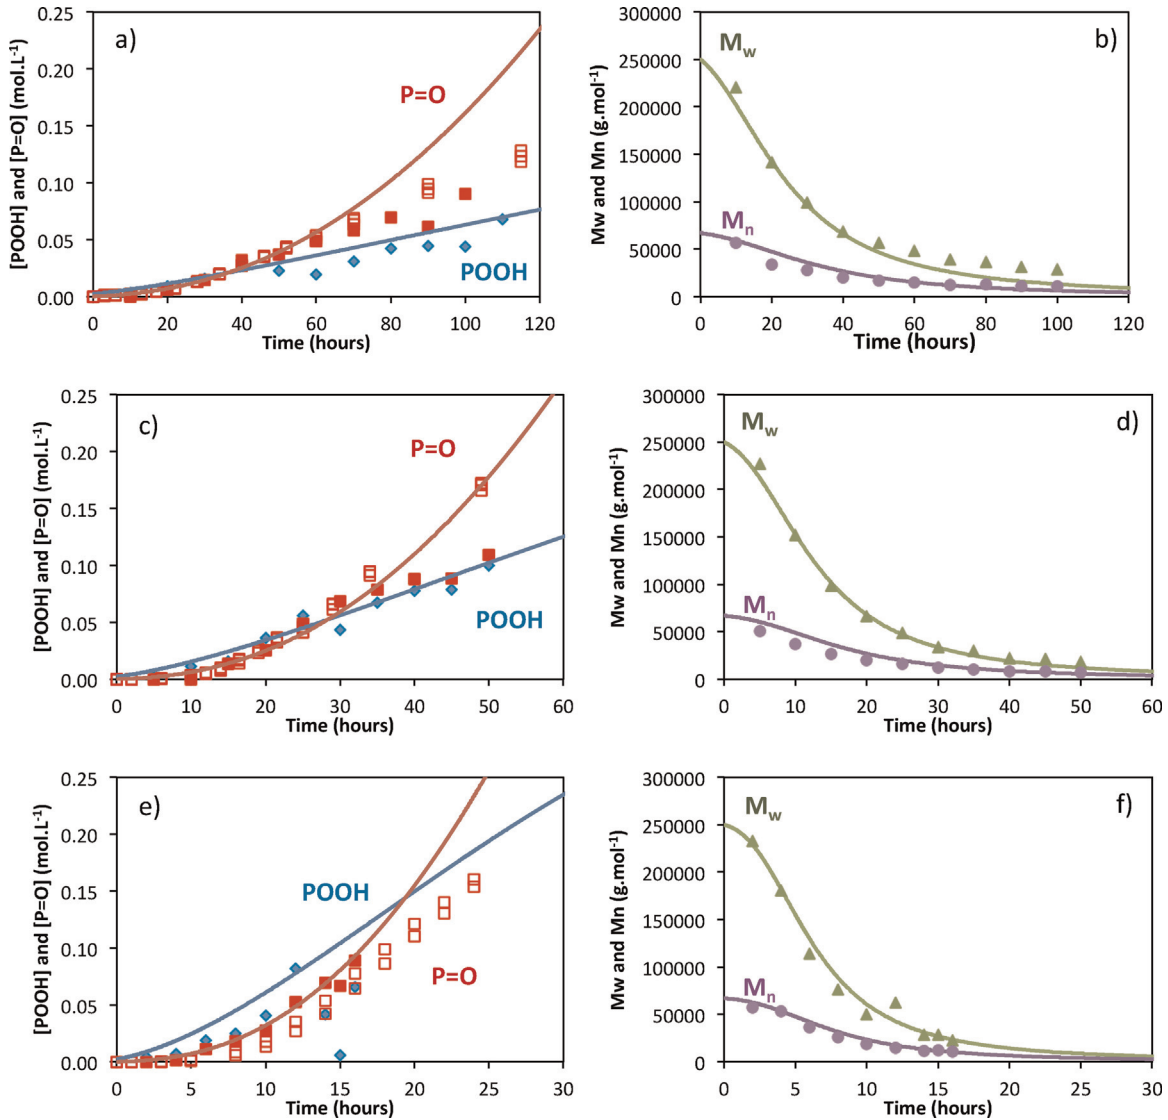 a)
[POOH] and [P=O] (mol.L-1)
0.25
0.20
0.15
0.10
0.05
0.00
P=O
POOH
0 20 40 60 80 100 120
Time (hours)
b)
Mw and Mn (g.mol-1)
300000
250000
200000
150000
100000
50000
0
Mw
Mn
0 20 40 60 80 100 120
Time (hours)
c)
[POOH] and [P=O] (mol.L-1)
0.25
0.20
0.15
0.10
0.05
0.00
P=O
POOH
0 10 20 30 40 50 60
Time (hours)
d)
Mw and Mn (g.mol-1)
300000
250000
200000
150000
100000
50000
0
Mw
Mn
0 10 20 30 40 50 60
Time (hours)
e)
[POOH] and [P=O] (mol.L-1)
0.25
0.20
0.15
0.10
0.05
0.00
POOH
P=O
0 5 10 15 20 25 30
Time (hours)
f)
Mw and Mn (g.mol-1)
300000
250000
200000
150000
100000
50000
0
Mw
Mn
0 5 10 15 20 25 30
Time (hours)